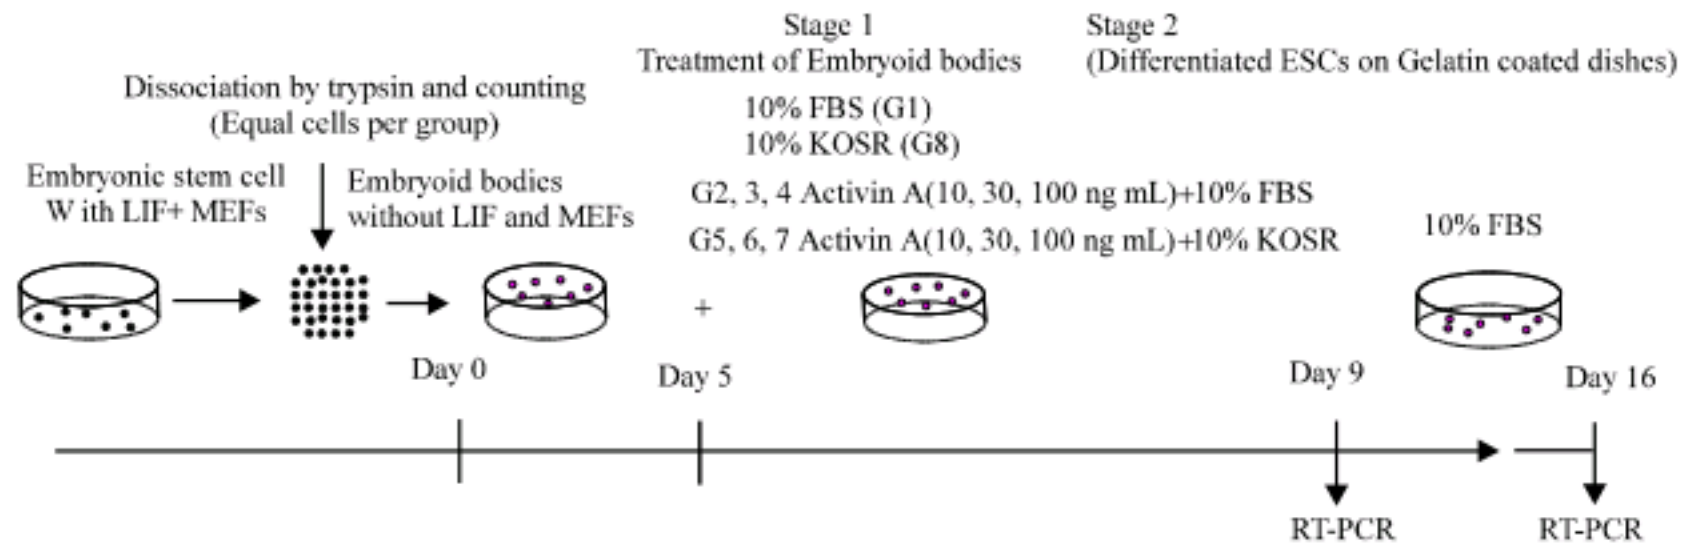 Stage 1
Treatment of Embryoid bodies
Stage 2
(Differentiated ESCs on Gelatin coated dishes)
Dissociation by trypsin and counting
(Equal cells per group)
10% FBS (G1)
10% KOSR (G8)
Embryonic stem cell
W ith LIF+ MEFs
Embryoid bodies
without LIF and MEFs
G2, 3, 4 Activin A(10, 30, 100 ng mL)+10% FBS
G5, 6, 7 Activin A(10, 30, 100 ng mL)+10% KOSR
10% FBS
+
Day 0
Day 5
Day 9
Day 16
RT-PCR
RT-PCR